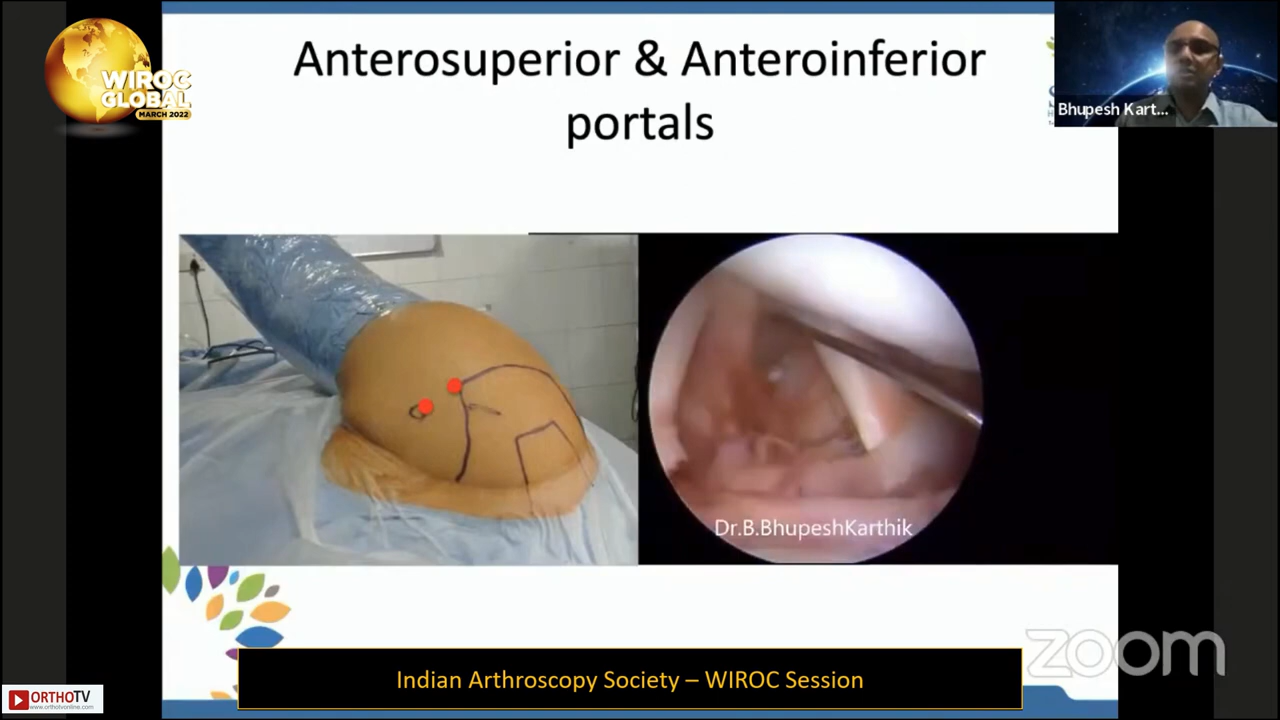 WIROC
GLOBAL
MARCH 2022
Anterosuperior & Anteroinferior
portals
Bhupesh Kart...
Dr.B.BhupeshKarthik
zoom
Indian Arthroscopy Society – WIROC Session
ORTHOTV
www.orthotvonline.com